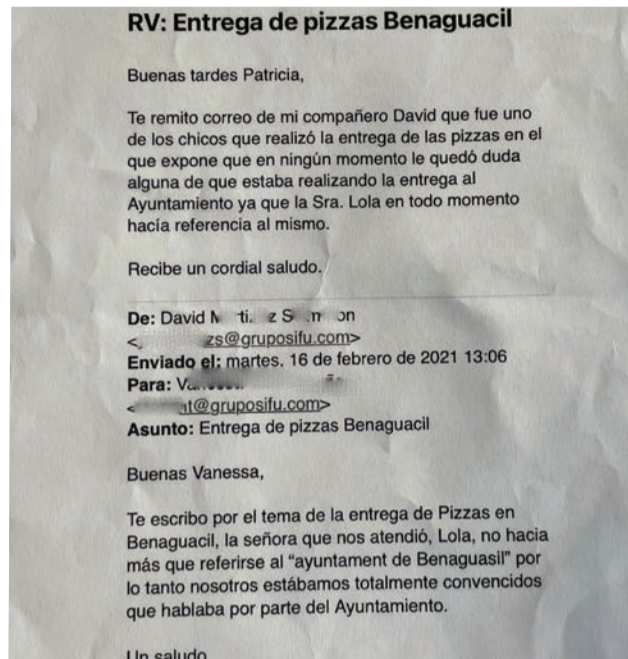 RV: Entrega de pizzas Benaguacil
Buenas tardes Patricia,
Te remito correo de mi compañero David que fue uno
de los chicos que realizó la entrega de las pizzas en el
que expone que en ningún momento le quedó duda
alguna de que estaba realizando la entrega al
Ayuntamiento ya que la Sra. Lola en todo momento
hacía referencia al mismo.
Recibe un cordial saludo.
De: David
zs@gruposifu.com>
Enviado el: martes, 16 de febrero de 2021 13:06
Para:
@gruposifu.com>
Asunto: Entrega de pizzas Benaguacil
Buenas Vanessa,
Te escribo por el tema de la entrega de Pizzas en
Benaguacil, la señora que nos atendió, Lola, no hacia
más que referirse al “ayuntament de Benaguasil” por
lo tanto nosotros estábamos totalmente convencidos
que hablaba por parte del Ayuntamiento.
Un saludo